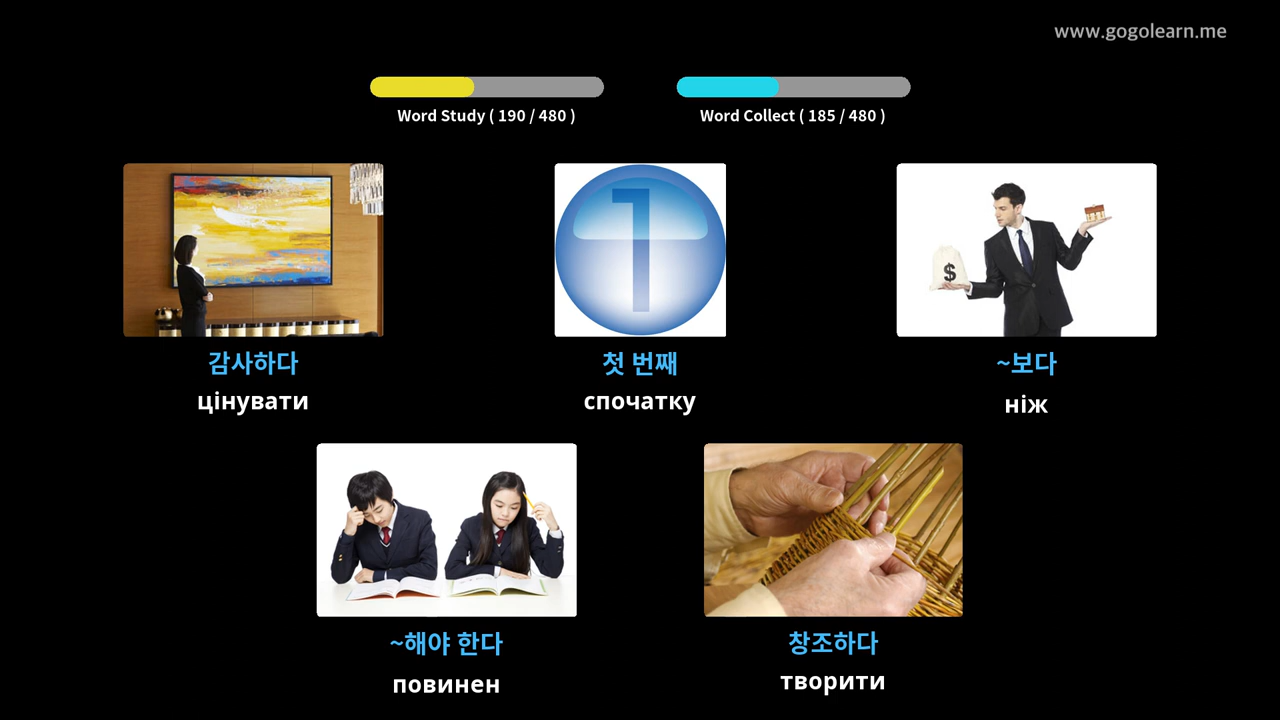 www.gogolearn.me
Word Study ( 190 / 480 )
Word Collect ( 185 / 480 )
1
$
감사하다
цінувати
첫 번째
спочатку
~보다
ніж
~해야 한다
повинен
창조하다
творити